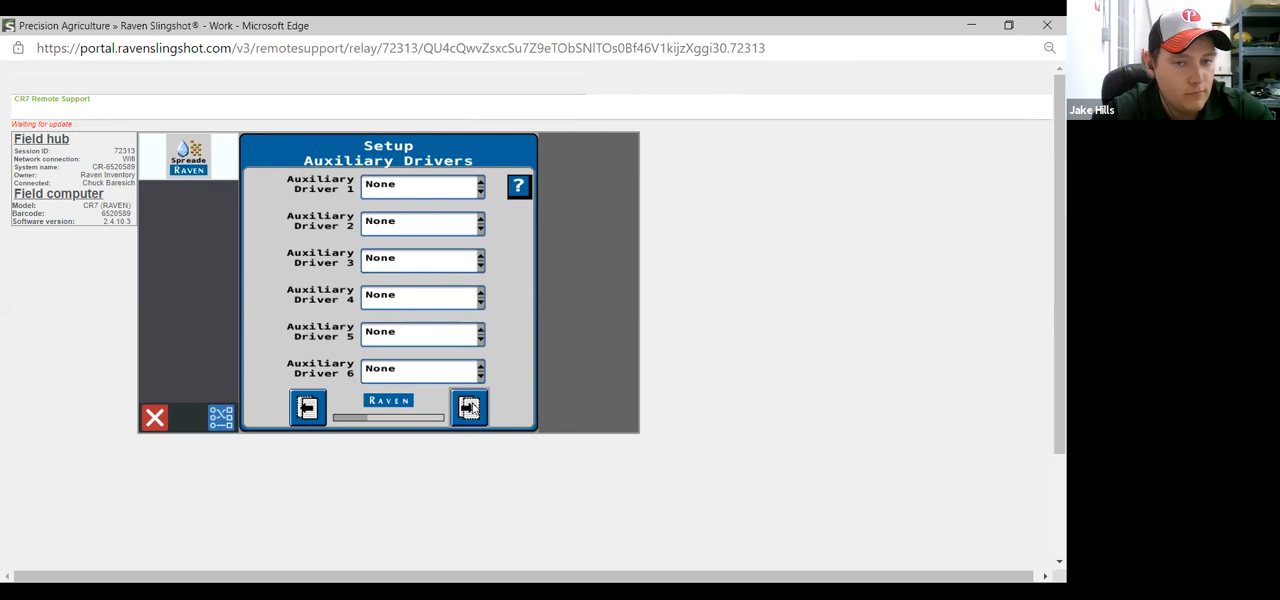 Precision Agriculture » Raven Slingshot® - Work - Microsoft Edge
https://portal.ravenslingshot.com/v3/remotesupport/relay/72313/QU4cQwvZsxcSu7Z9eTObSNlTOs0Bf46V1kijzXggi30.72313
Jake Hills
CR7 Remote Support
Waiting for update ..
Field hub
Session ID: 72313
Network connection: Wifi
System name: CR-6520589
Owner: Raven Inventory
Connected: Chuck Baresich
Field computer
Model: CR7 (RAVEN)
Barcode: 6520589
Software version: 2.4.10.3
Spreade
RAVEN
Setup
Auxiliary Drivers
Auxiliary Driver 1 None
?
Auxiliary Driver 2 None
Auxiliary Driver 3 None
Auxiliary Driver 4 None
Auxiliary Driver 5 None
Auxiliary Driver 6 None
RAVEN